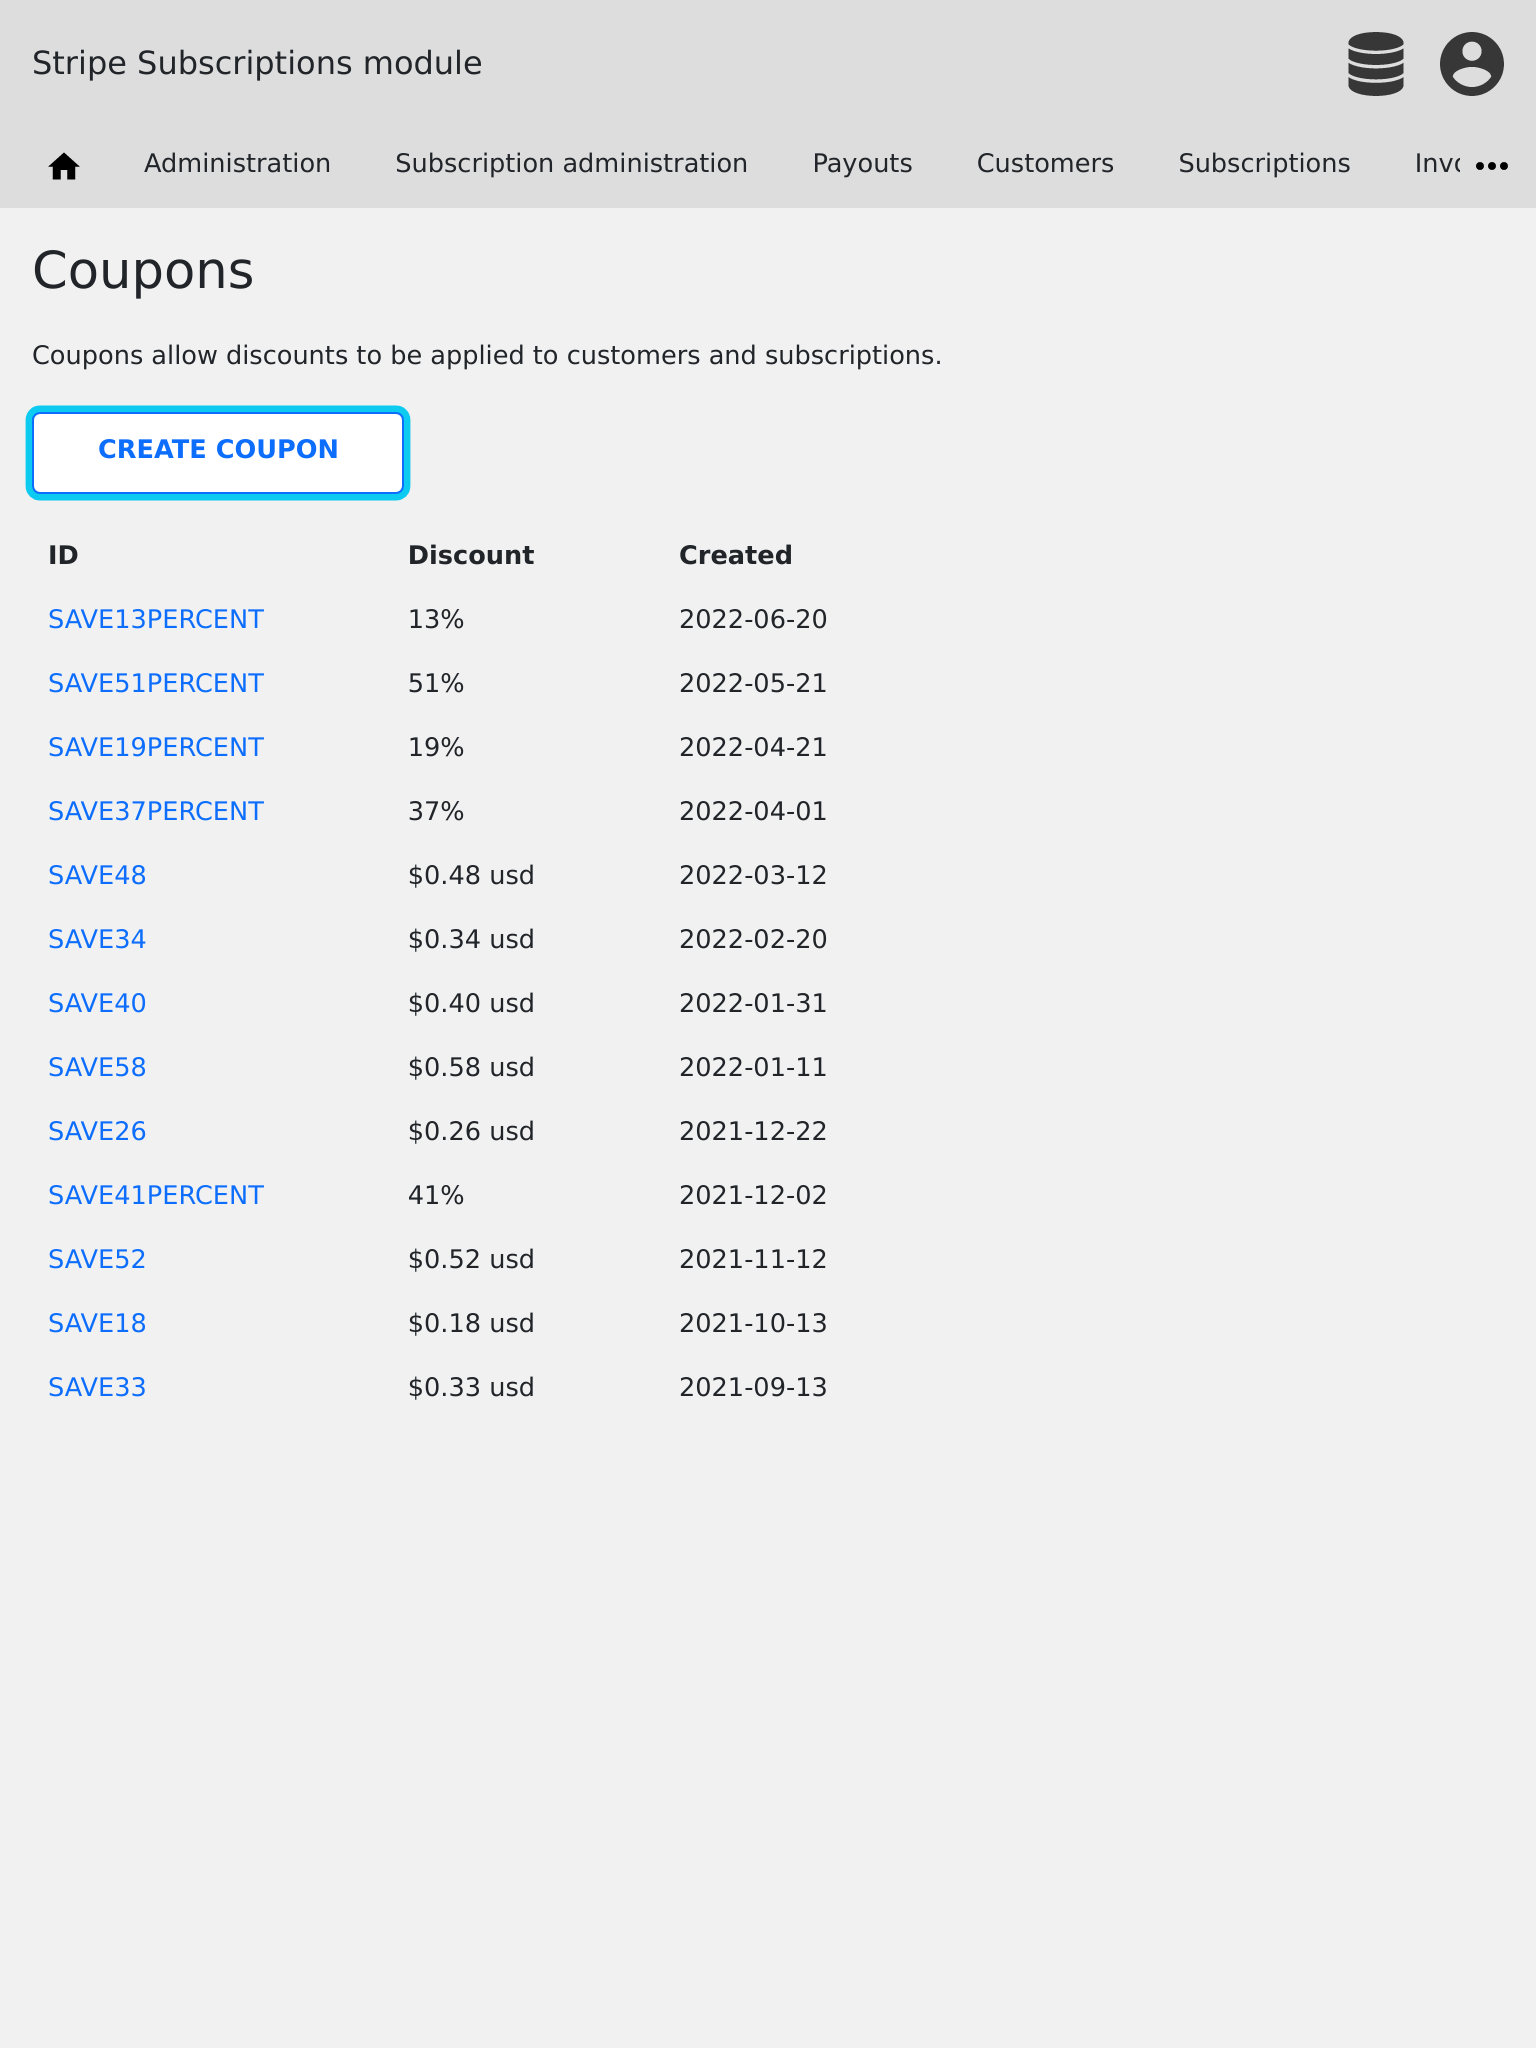 Stripe Subscriptions module
Administration Subscription administration Payouts Customers Subscriptions
Coupons
Coupons allow discounts to be applied to customers and subscriptions.
CREATE COUPON
ID Discount Created
SAVE13PERCENT 13% 2022-06-20
SAVE51PERCENT 51% 2022-05-21
SAVE19PERCENT 19% 2022-04-21
SAVE37PERCENT 37% 2022-04-01
SAVE48 $0.48 usd 2022-03-12
SAVE34 $0.34 usd 2022-02-20
SAVE40 $0.40 usd 2022-01-31
SAVE58 $0.58 usd 2022-01-11
SAVE26 $0.26 usd 2021-12-22
SAVE41PERCENT 41% 2021-12-02
SAVE52 $0.52 usd 2021-11-12
SAVE18 $0.18 usd 2021-10-13
SAVE33 $0.33 usd 2021-09-13